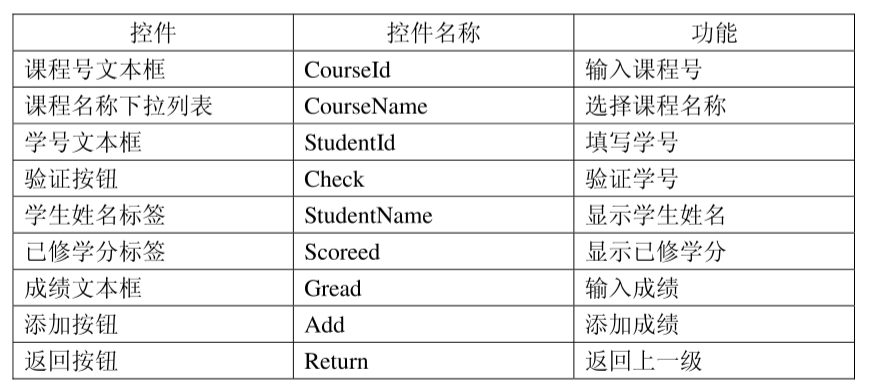 控件 控件名称 功能
课程号文本框 CourseId 输入课程号
课程名称下拉列表 CourseName 选择课程名称
学号文本框 StudentId 填写学号
验证按钮 Check 验证学号
学生姓名标签 StudentName 显示学生姓名
已修学分标签 Scoreed 显示已修学分
成绩文本框 Gread 输入成绩
添加按钮 Add 添加成绩
返回按钮 Return 返回上一级